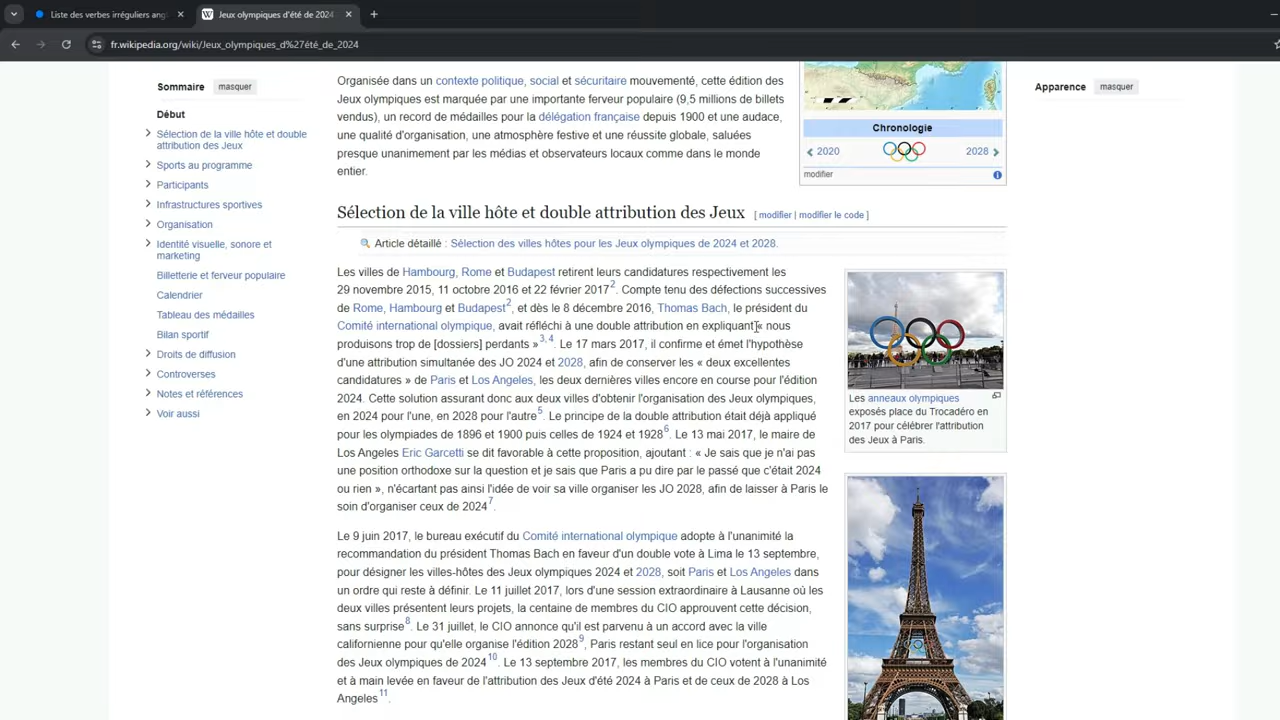 Liste des verbes irréguliers ang
Jeux olympiques d'été de 2024
fr.wikipedia.org/wiki/Jeux_olympiques_d%27été_de_2024
Sommaire masquer
Début
Sélection de la ville hôte et double
attribution des Jeux
Sports au programme
Participants
Infrastructures sportives
Organisation
Identité visuelle, sonore et
marketing
Billetterie et ferveur populaire
Calendrier
Tableau des médailles
Bilan sportif
Droits de diffusion
Controverses
Notes et références
Voir aussi
Organisée dans un contexte politique, social et sécuritaire mouvementé, cette édition des
Jeux olympiques est marquée par une importante ferveur populaire (9,5 millions de billets
vendus), un record de médailles pour la délégation française depuis 1900 et une audace,
une qualité d'organisation, une atmosphère festive et une réussite globale, saluées
presque unanimement par les médias et observateurs locaux comme dans le monde
entier.
Sélection de la ville hôte et double attribution des Jeux [ modifier | modifier le code ]
Article détaillé : Sélection des villes hôtes pour les Jeux olympiques de 2024 et 2028.
Les villes de Hambourg, Rome et Budapest retirent leurs candidatures respectivement les
29 novembre 2015, 11 octobre 2016 et 22 février 2017 2. Compte tenu des défections successives
de Rome, Hambourg et Budapest 2, et dès le 8 décembre 2016, Thomas Bach, le président du
Comité international olympique, avait réfléchi à une double attribution en expliquant « nous
produisons trop de [dossiers] perdants » 3, 4. Le 17 mars 2017, il confirme et émet l'hypothèse
d'une attribution simultanée des JO 2024 et 2028, afin de conserver les « deux excellentes
candidatures » de Paris et Los Angeles, les deux dernières villes encore en course pour l'édition
2024. Cette solution assurant donc aux deux villes d'obtenir l'organisation des Jeux olympiques,
en 2024 pour l'une, en 2028 pour l'autre 5. Le principe de la double attribution était déjà appliqué
pour les olympiades de 1896 et 1900 puis celles de 1924 et 1928 6. Le 13 mai 2017, le maire de
Los Angeles Eric Garcetti se dit favorable à cette proposition, ajoutant : « Je sais que je n'ai pas
une position orthodoxe sur la question et je sais que Paris a pu dire par le passé que c'était 2024
ou rien », n'écartant pas ainsi l'idée de voir sa ville organiser les JO 2028, afin de laisser à Paris le
soin d'organiser ceux de 2024 7.
Le 9 juin 2017, le bureau exécutif du Comité international olympique adopte à l'unanimité la
recommandation du président Thomas Bach en faveur d'un double vote à Lima le 13 septembre,
pour désigner les villes-hôtes des Jeux olympiques 2024 et 2028, soit Paris et Los Angeles dans
un ordre qui reste à définir. Le 11 juillet 2017, lors d'une session extraordinaire à Lausanne où les
deux villes présentent leurs projets, la centaine de membres du CIO approuvent cette décision,
sans surprise 8. Le 31 juillet, le CIO annonce qu'il est parvenu à un accord avec la ville
californienne pour qu'elle organise l'édition 2028 9, Paris restant seul en lice pour l'organisation
des Jeux olympiques de 2024 10. Le 13 septembre 2017, les membres du CIO votent à l'unanimité
et à main levée en faveur de l'attribution des Jeux d'été 2024 à Paris et de ceux de 2028 à Los
Angeles 11.
Chronologie
2020 2028
modifier
Les anneaux olympiques
exposés place du Trocadéro en
2017 pour célébrer l'attribution
des Jeux à Paris.
Apparence masquer